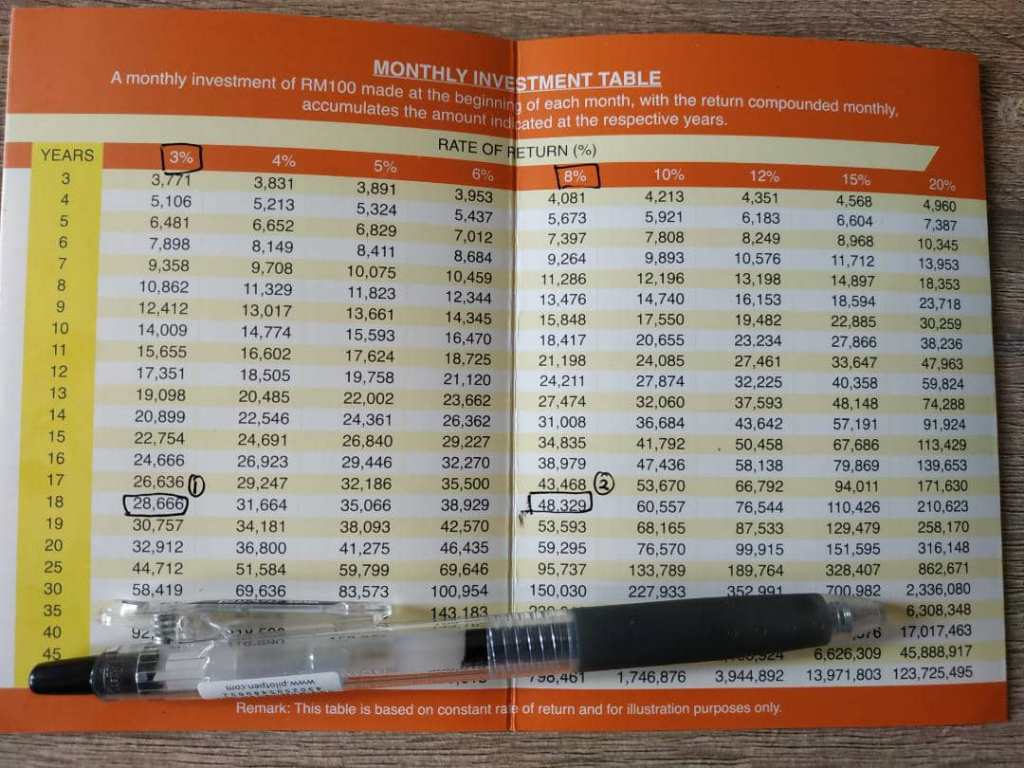 MONTHLY INVESTMENT TABLE
A monthly investment of RM100 made at the beginning of each month, with the return compounded monthly,
accumulates the amount indicated at the respective years.
RATE OF RETURN (%)
YEARS 3% 4% 5% 6% 8% 10% 12% 15% 20%
3 3,771 3,831 3,891 3,953 4,081 4,213 4,351 4,568 4,960
4 5,106 5,213 5,324 5,437 5,673 5,921 6,183 6,604 7,387
5 6,481 6,652 6,829 7,012 7,397 7,808 8,249 8,968 10,345
6 7,898 8,149 8,411 8,684 9,264 9,893 10,576 11,712 13,953
7 9,358 9,708 10,075 10,459 11,286 12,196 13,198 14,897 18,353
8 10,862 11,329 11,823 12,344 13,476 14,740 16,153 18,594 23,718
9 12,412 13,017 13,661 14,345 15,848 17,550 19,482 22,885 30,259
10 14,009 14,774 15,593 16,470 18,417 20,655 23,234 27,866 38,236
11 15,655 16,602 17,624 18,725 21,198 24,085 27,461 33,647 47,963
12 17,351 18,505 19,758 21,120 24,211 27,874 32,225 40,358 59,824
13 19,098 20,485 22,002 23,662 27,474 32,060 37,593 48,148 74,288
14 20,899 22,546 24,361 26,362 31,008 36,684 43,642 57,191 91,924
15 22,754 24,691 26,840 29,227 34,835 41,792 50,458 67,686 113,429
16 24,666 26,923 29,446 32,270 38,979 47,436 58,138 79,869 139,653
17 26,636 1 29,247 32,186 35,500 43,468 2 53,670 66,792 94,011 171,630
18 28,666 31,664 35,066 38,929 48,329 60,557 76,544 110,426 210,623
19 30,757 34,181 38,093 42,570 53,593 68,165 87,533 129,479 258,170
20 32,912 36,800 41,275 46,435 59,295 76,570 99,915 151,595 316,148
25 44,712 51,584 59,799 69,646 95,737 133,789 189,764 328,407 862,671
30 58,419 69,636 83,573 100,954 150,030 227,933 352,991 700,982 2,336,080
35 143,183 6,308,348
40 17,017,463
45 6,626,309 45,888,917
798,461 1,746,876 3,944,892 13,971,803 123,725,495
www.pilotpen.com
Remark: This table is based on constant rate of return and for illustration purposes only.